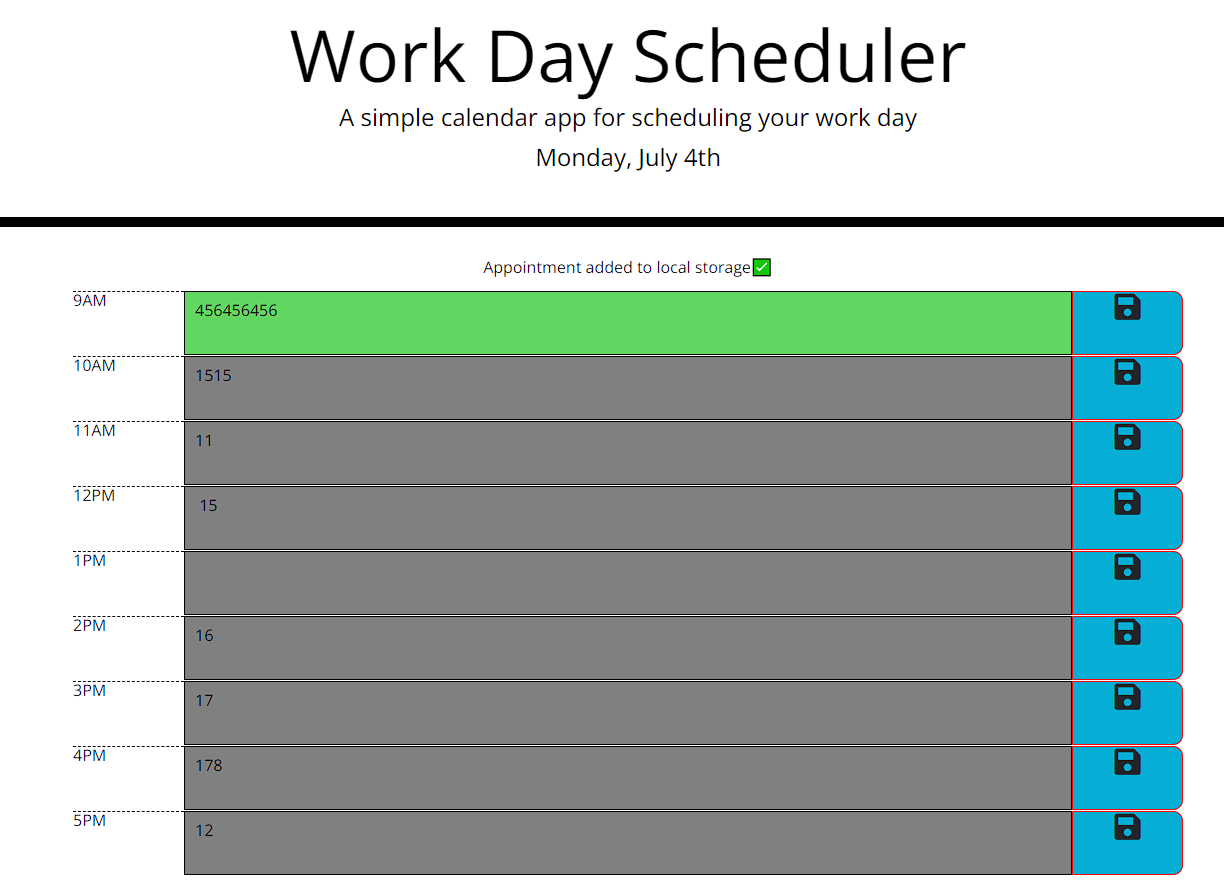 Work Day Scheduler
A simple calendar app for scheduling your work day
Monday, July 4th
Appointment added to local storage✅
9AM 456456456
10AM 1515
11AM 11
12PM 15
1PM
2PM 16
3PM 17
4PM 178
5PM 12